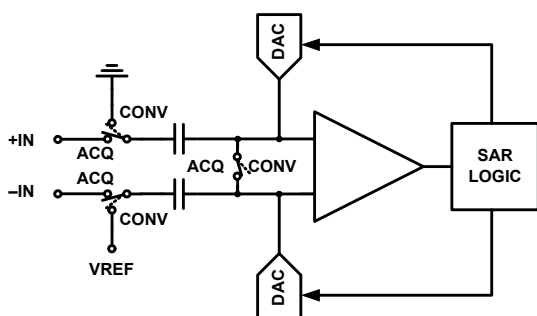 DAC
CONV
+IN
ACQ
ACQ
ACQ
CONV
–IN
CONV
VREF
SAR
LOGIC
DAC